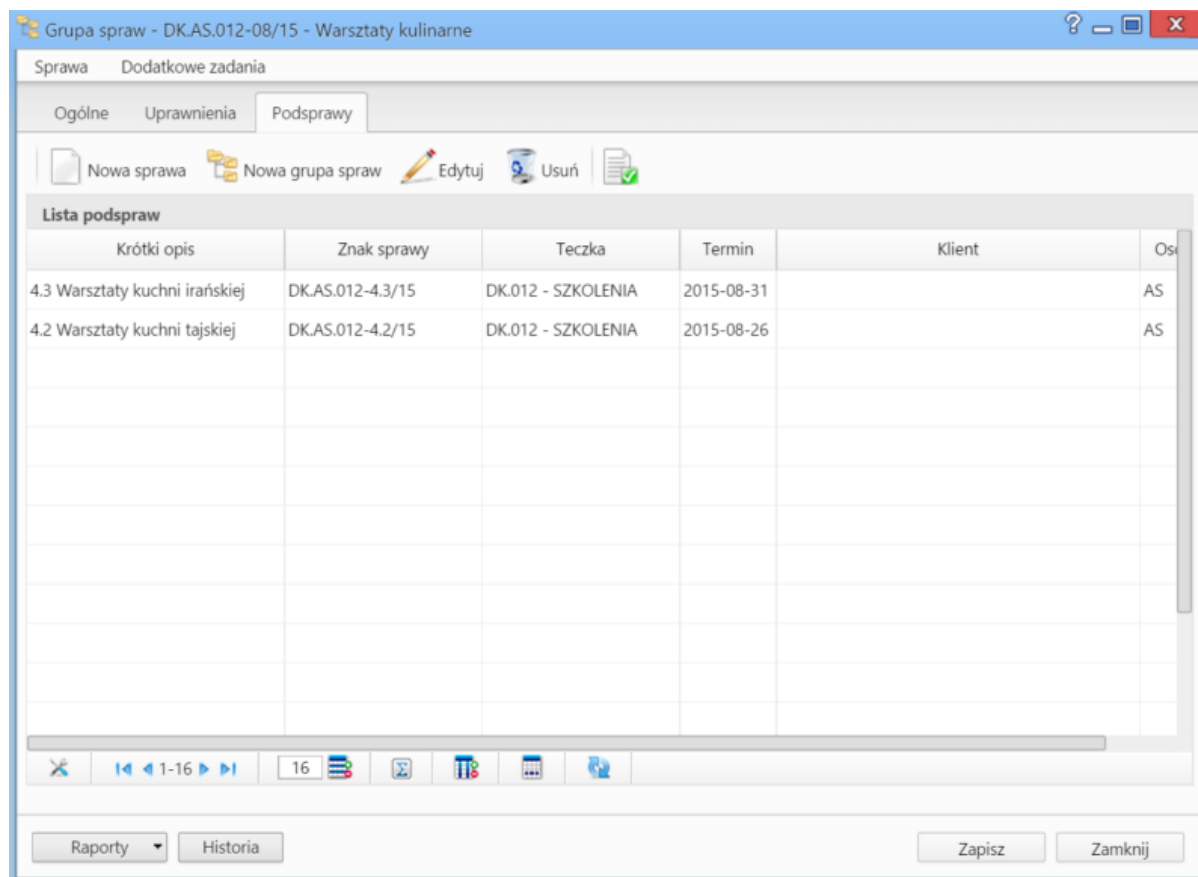 Grupa spraw - DK.AS.012-08/15 - Warsztaty kulinarne
Sprawa Dodatkowe zadania
Ogólne Uprawnienia Podsprawy
Nowa sprawa Nowa grupa spraw Edytuj Usuń
Lista podspraw
Krótki opis Znak sprawy Teczka Termin Klient Oso
4.3 Warsztaty kuchni irańskiej DK.AS.012-4.3/15 DK.012 - SZKOLENIA 2015-08-31 AS
4.2 Warsztaty kuchni tajskiej DK.AS.012-4.2/15 DK.012 - SZKOLENIA 2015-08-26 AS
1-16 16
Raporty Historia Zapisz Zamknij